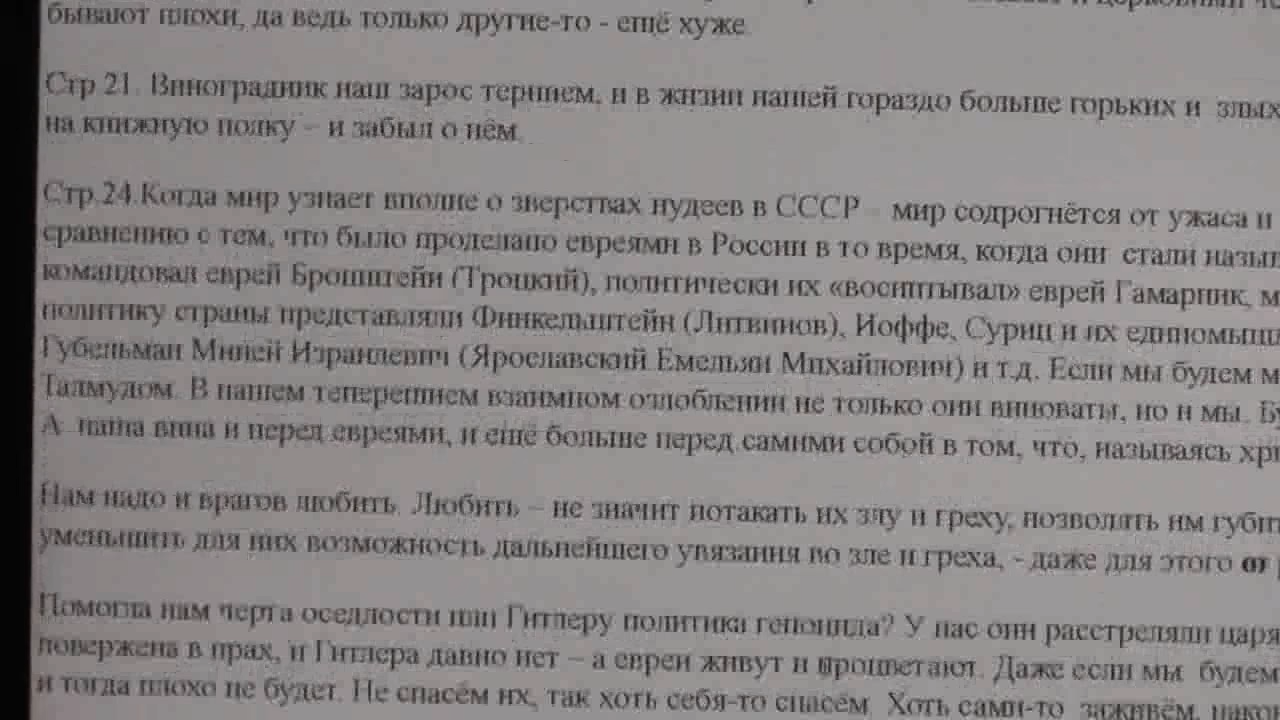 бывают плохи, да ведь только другие-то - ещё хуже.
Стр.21. Виноградник наш зарос тернием, и в жизни нашей гораздо больше горьких и злых
на книжную полку – и забыл о нём.
Стр.24.Когда мир узнает вполне о зверствах иудеев в СССР – мир содрогнётся от ужаса и
сравнению с тем, что было проделано евреями в России в то время, когда они стали назы
командовал еврей Бронштейн (Троцкий), политически их «воспитывал» еврей Гамарник, м
политику страны представляли Финкельштейн (Литвинов), Иоффе, Суриц и их единомыш
Губельман Миней Израилевич (Ярославский Емельян Михайлович) и т.д. Если мы будем м
Талмудом. В нашем теперешнем взаимном озлоблении не только они виноваты, но и мы. Б
А наша вина и перед евреями, и ещё больше перед самими собой в том, что, называясь хри
Нам надо и врагов любить. Любить – не значит потакать их злу и греху, позволять им губи
уменьшить для них возможность дальнейшего увязания во зле и греха, - даже для этого от
Помогла нам черта оседлости или Гитлеру политика геноцида? У нас они расстреляли царя
повержена в прах, и Гитлера давно нет – а евреи живут и процветают. Даже если мы будем
и тогда плохо не будет. Не спасём их, так хоть себя-то спасём. Хоть сами-то заживём, нако